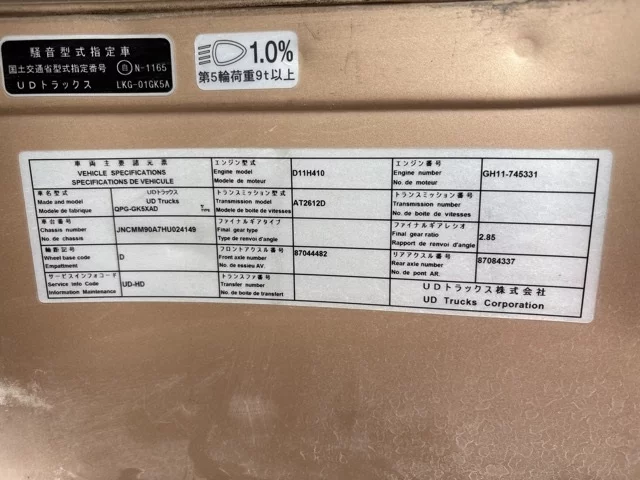 騒音型式指定車
国土交通省型式指定番号 自 N-1165
UDトラックス LKG-01GK5A
1.0%
第5輪荷重9t以上
車両主要諸元票
VEHICLE SPECIFICATIONS
SPECIFICATIONS DE VEHICULE
エンジン型式
Engine model
Modele de moteur
D11H410
エンジン番号
Engine number
No. de moteur
GH11-745331
車名型式
Made and model
Modele de fabrique
UDトラックス
UD Trucks
QPG-GK5XAD
TYPE
トランスミッション型式
Transmission model
Modele de boite de vitesses
AT2612D
トランスミッション番号
Transmission number
No. de boite de vitesses
車台番号
Chassis number
No. de chassis
JNCMM90A7HU024149
ファイナルギアタイプ
Final gear type
Type de renvoi d'angle
ファイナルギアレシオ
Final gear ratio
Rapport de renvoi d'angle
2.85
軸距記号
Wheel base code
Empattment
D
フロントアクスル番号
Front axle number
No. de essieu AV.
87044482
リアアクスル番号
Rear axle number
No. de pont AR.
87084337
サービスインフォコード
Service info Code
Information Maintenance
UD-HD
トランスファ番号
Transfer number
No. de boite de transfert
UDトラックス株式会社
UD Trucks Corporation